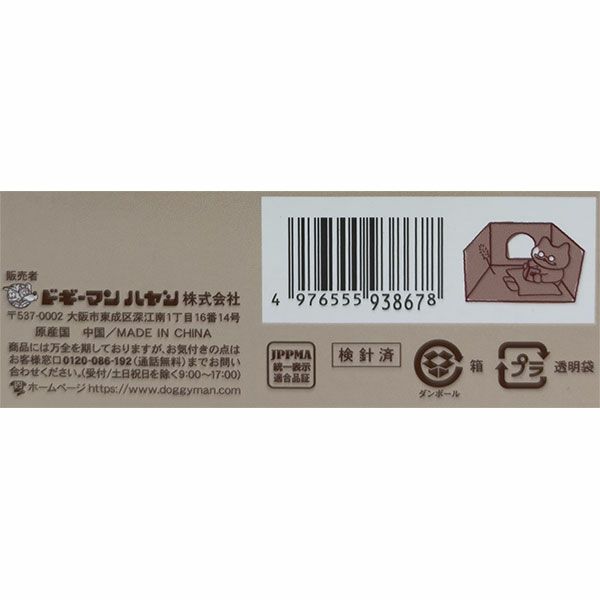 販売者
ドギーマン ハヤシ 株式会社
〒537-0002 大阪市東成区深江南1丁目16番14号
原産国 中国/MADE IN CHINA
商品には万全を期しておりますが、お気付きの点は
お客様窓口0120-086-192(通話無料)までお問い
合わせください。(受付/土日祝日を除く9:00-17:00)
ホームページ https://www.doggyman.com/
4 976555 938678
JPPMA
統一表示
適合品証
検針済
ダンボール
箱
プラ
透明袋